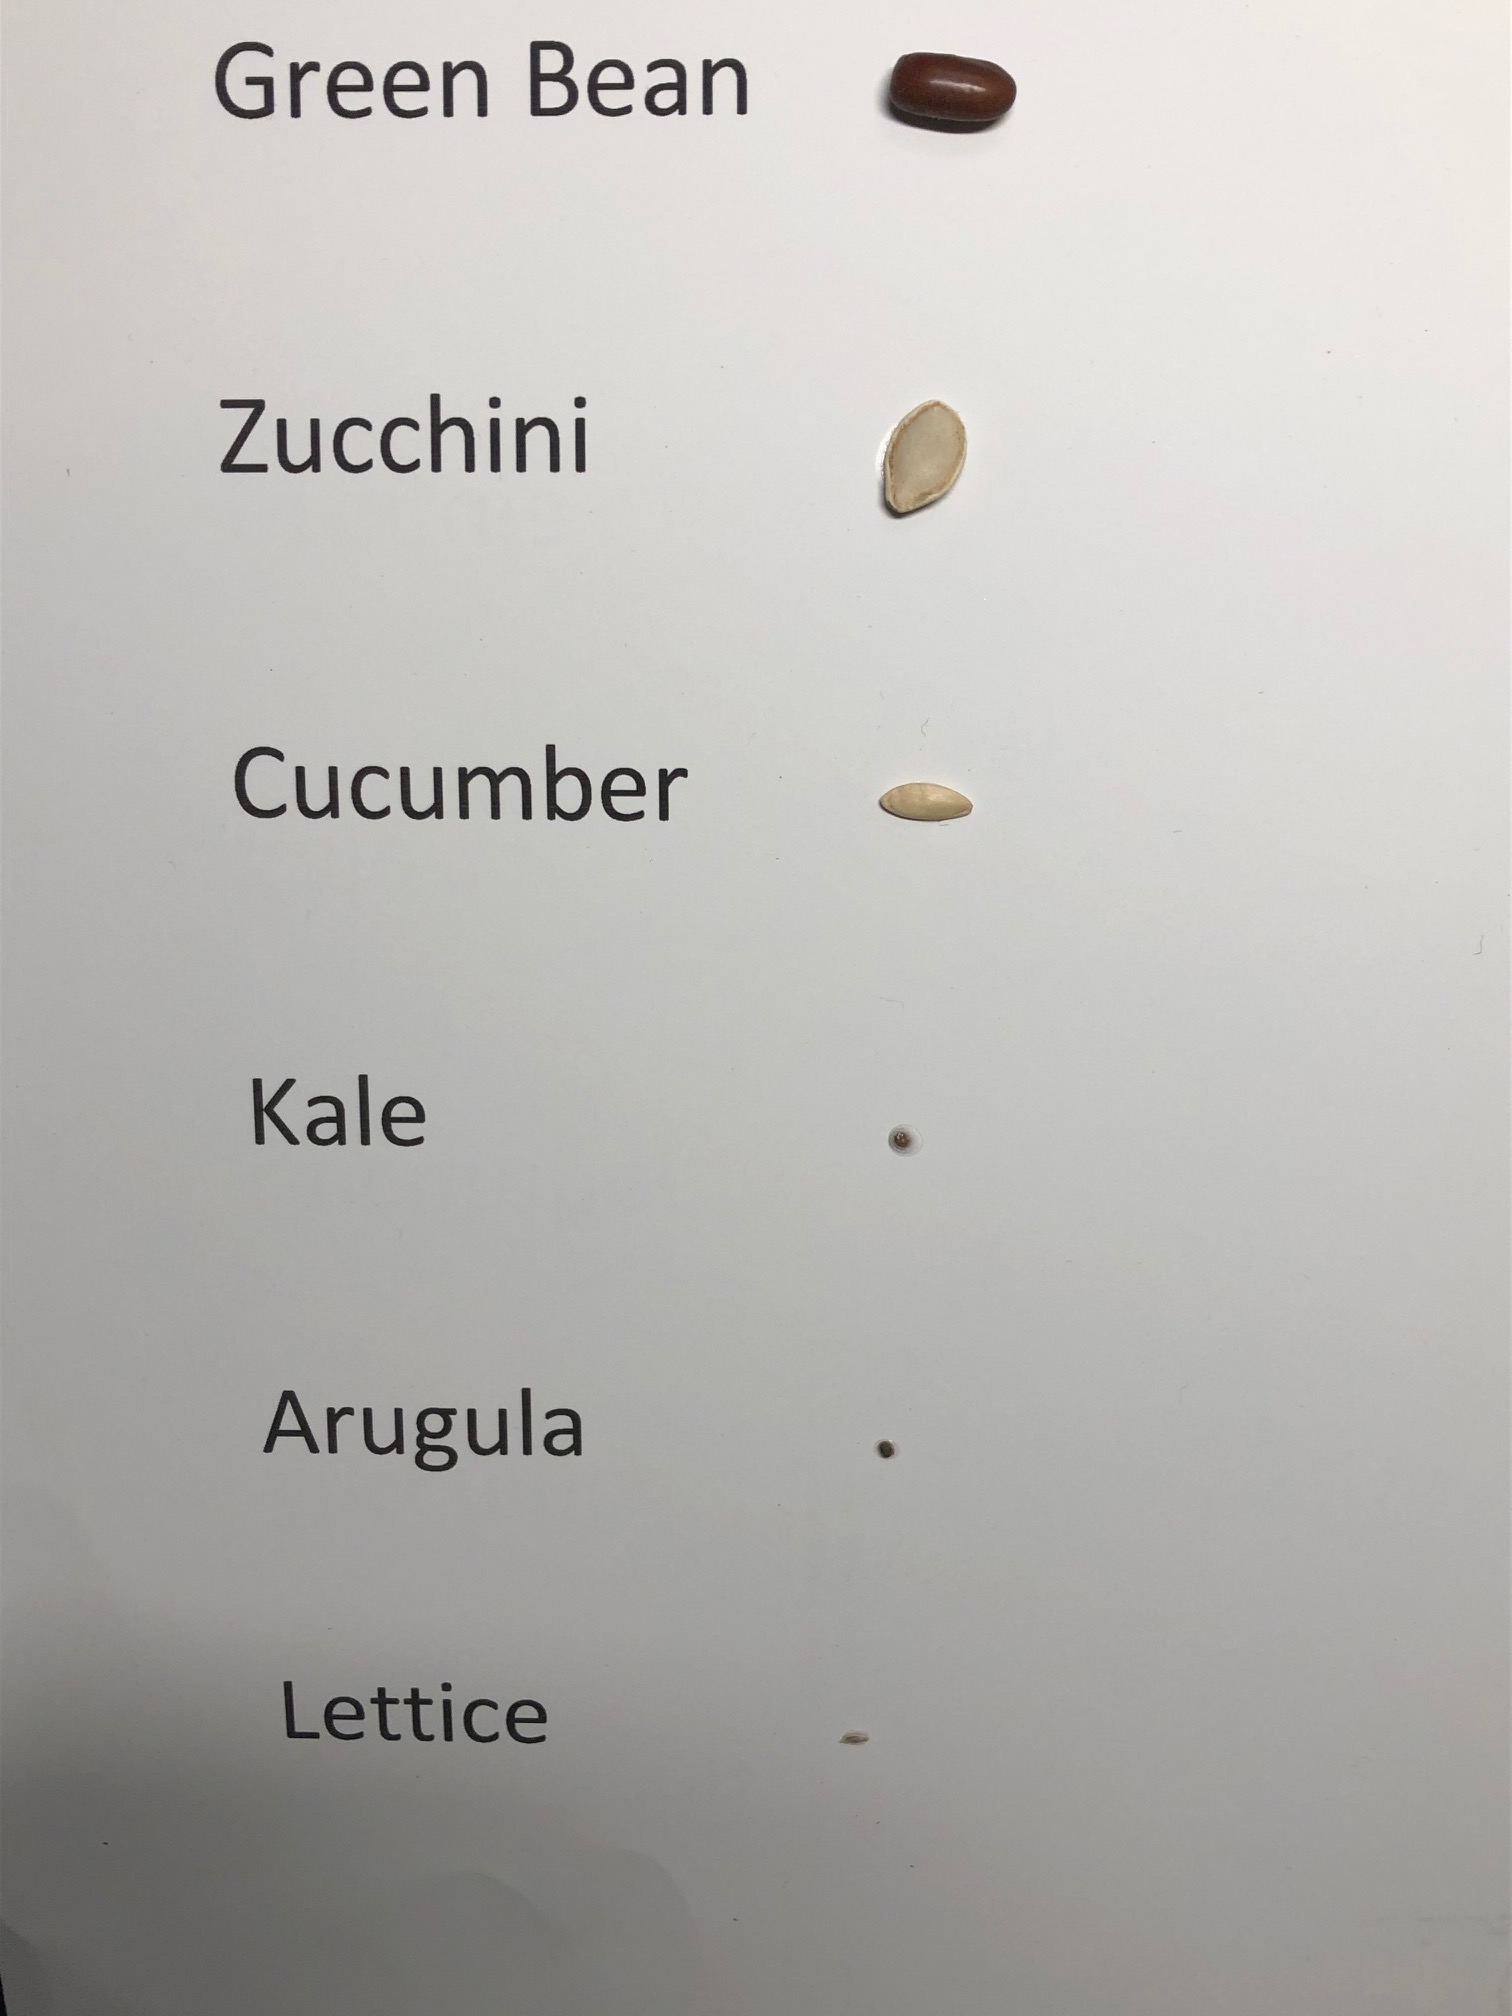 Green Bean
Zucchini
Cucumber
Kale
Arugula
Lettice